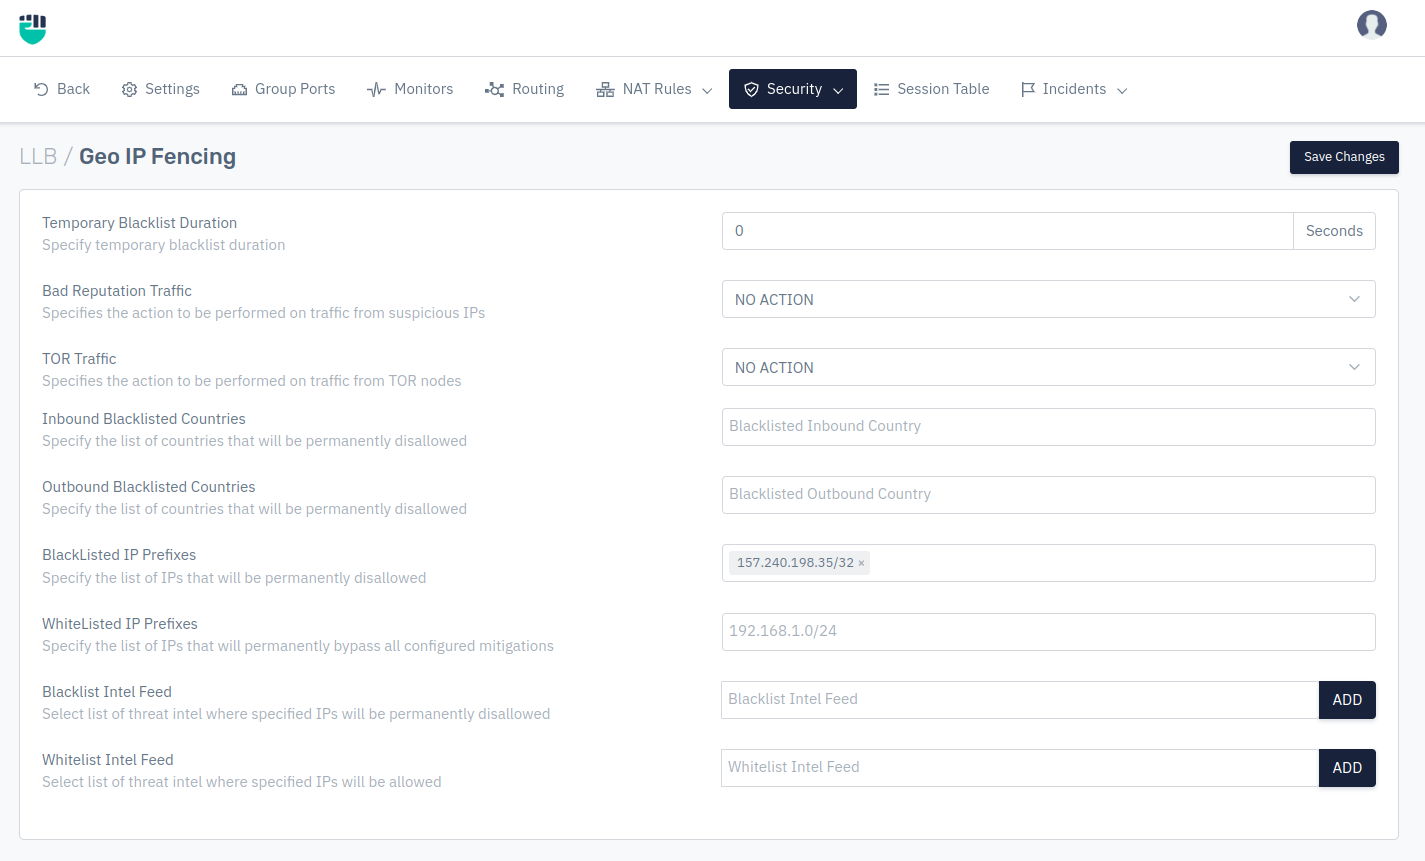 Back Settings Group Ports Monitors Routing NAT Rules Security Session Table Incidents
LLB / Geo IP Fencing
Save Changes
Temporary Blacklist Duration
Specify temporary blacklist duration
0 Seconds
Bad Reputation Traffic
Specifies the action to be performed on traffic from suspicious IPs
NO ACTION
TOR Traffic
Specifies the action to be performed on traffic from TOR nodes
NO ACTION
Inbound Blacklisted Countries
Specify the list of countries that will be permanently disallowed
Blacklisted Inbound Country
Outbound Blacklisted Countries
Specify the list of countries that will be permanently disallowed
Blacklisted Outbound Country
BlackListed IP Prefixes
Specify the list of IPs that will be permanently disallowed
157.240.198.35/32 ×
WhiteListed IP Prefixes
Specify the list of IPs that will permanently bypass all configured mitigations
192.168.1.0/24
Blacklist Intel Feed
Select list of threat intel where specified IPs will be permanently disallowed
Blacklist Intel Feed ADD
Whitelist Intel Feed
Select list of threat intel where specified IPs will be allowed
Whitelist Intel Feed ADD